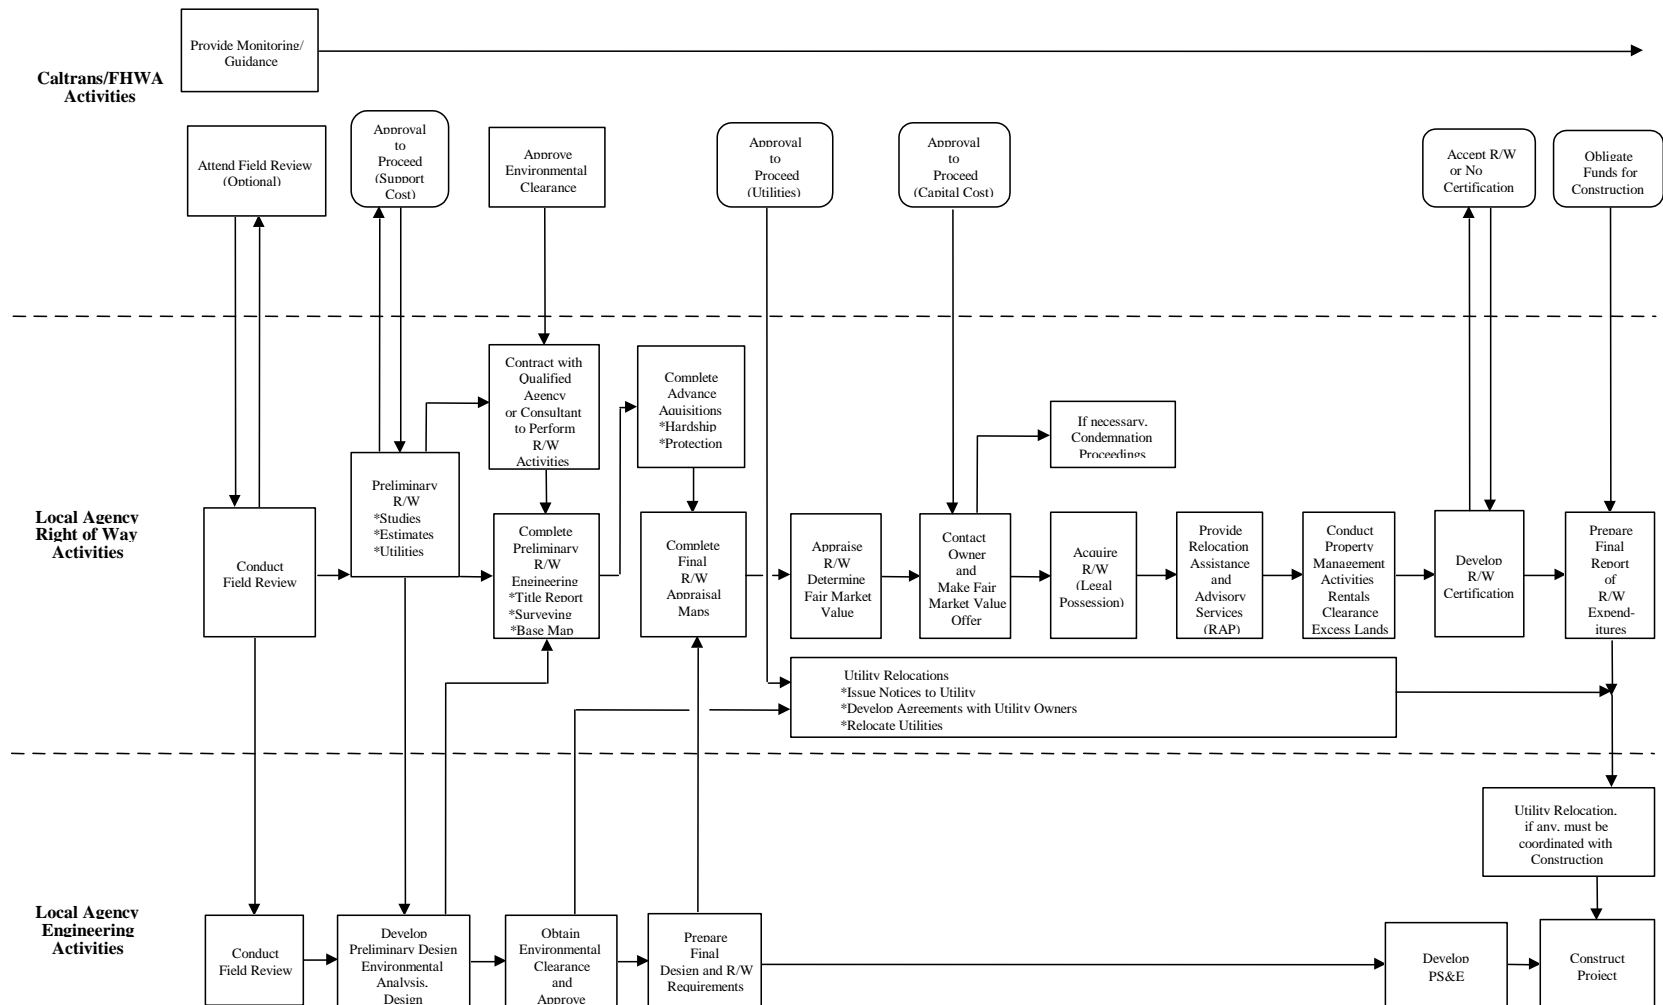 Provide Monitoring/
Guidance
Caltrans/FHWA
Activities
Attend Field Review
(Optional)
Approval
to
Proceed
(Support
Cost)
Approve
Environmental
Clearance
Approval
to
Proceed
(Utilities)
Approval
to
Proceed
(Capital Cost)
Accept R/W
or No
Certification
Obligate
Funds for
Construction
Local Agency
Right of Way
Activities
Conduct
Field Review
Preliminary
R/W
*Studies
*Estimates
*Utilities
Contract with
Qualified
Agency
or Consultant
to Perform
R/W
Activities
Complete
Preliminary
R/W
Engineering
*Title Report
*Surveying
*Base Map
Complete
Advance
Aquisitions
*Hardship
*Protection
Complete
Final
R/W
Appraisal
Maps
Appraise
R/W
Determine
Fair Market
Value
Contact
Owner
and
Make Fair
Market Value
Offer
If necessary,
Condemnation
Proceedings
Acquire
R/W
(Legal
Possession)
Provide
Relocation
Assistance
and
Advisory
Services
(RAP)
Conduct
Property
Management
Activities
Rentals
Clearance
Excess Lands
Develop
R/W
Certification
Prepare
Final
Report
of
R/W
Expend-
itures
Utility Relocations
*Issue Notices to Utility
*Develop Agreements with Utility Owners
*Relocate Utilities
Local Agency
Engineering
Activities
Conduct
Field Review
Develop
Preliminary Design
Environmental
Analysis,
Design
Obtain
Environmental
Clearance
and
Approve
Prepare
Final
Design and R/W
Requirements
Develop
PS&E
Utility Relocation,
if any, must be
coordinated with
Construction
Construct
Project